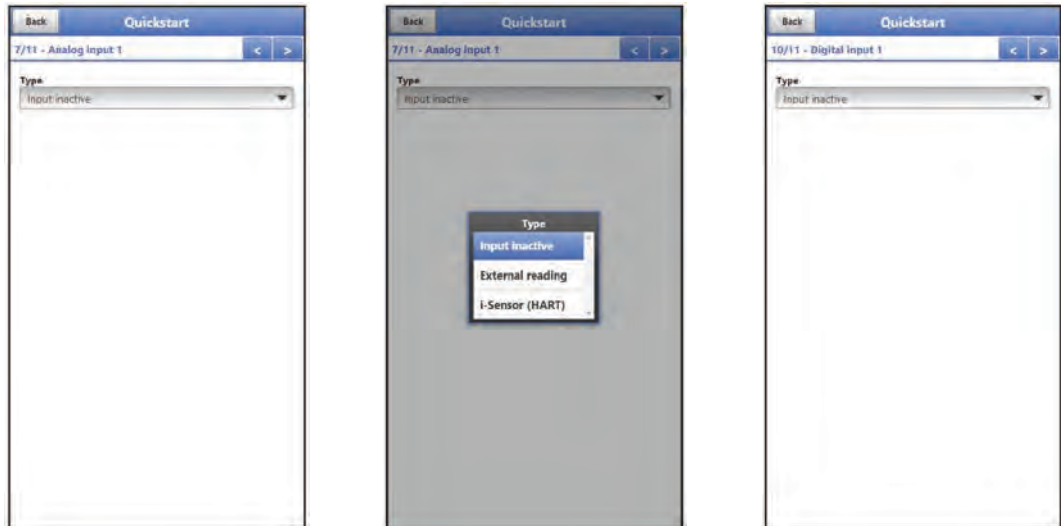 Back Quickstart
7/11 - Analog input 1 < >
Type
Input inactive
Back Quickstart
7/11 - Analog input 1 < >
Type
Input inactive
Type
Input inactive
External reading
i-Sensor (HART)
Back Quickstart
10/11 - Digital input 1 < >
Type
Input inactive